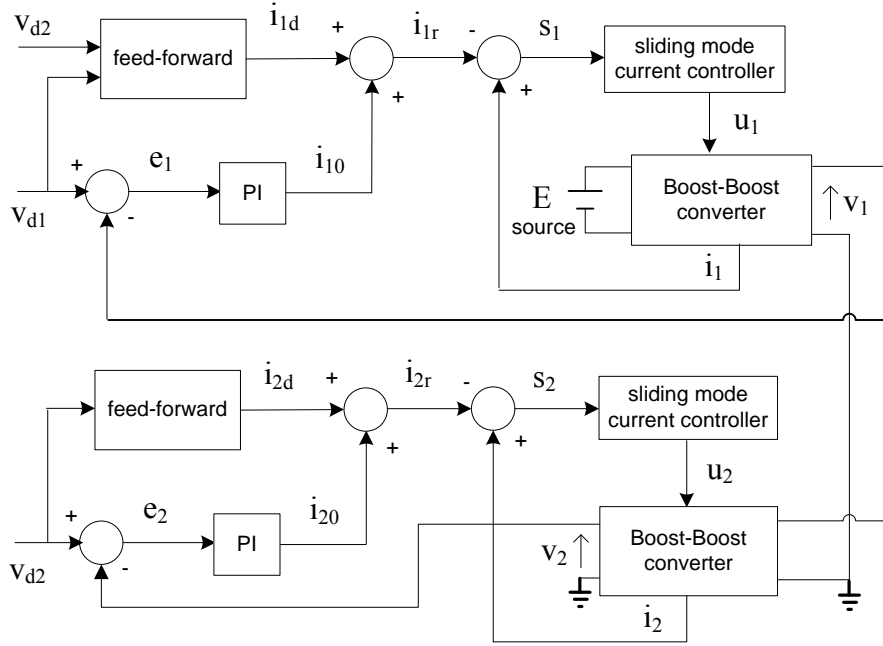 v_d2
feed-forward
i_1d
+
i_1r
-
s_1
sliding mode
current controller
+
+
u_1
+
e_1
PI
i_10
v_d1
-
E
source
Boost-Boost
converter
v_1
i_1
feed-forward
i_2d
+
i_2r
-
s_2
sliding mode
current controller
+
+
u_2
+
e_2
PI
i_20
v_d2
-
v_2
Boost-Boost
converter
i_2